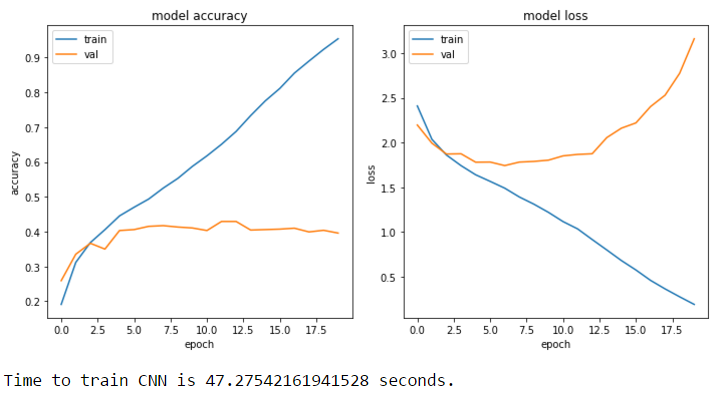 model accuracy
train
val
0.9
0.8
0.7
0.6
0.5
0.4
0.3
0.2
accuracy
0.0 2.5 5.0 7.5 10.0 12.5 15.0 17.5
epoch
model loss
train
val
3.0
2.5
2.0
1.5
1.0
0.5
loss
0.0 2.5 5.0 7.5 10.0 12.5 15.0 17.5
epoch
Time to train CNN is 47.27542161941528 seconds.